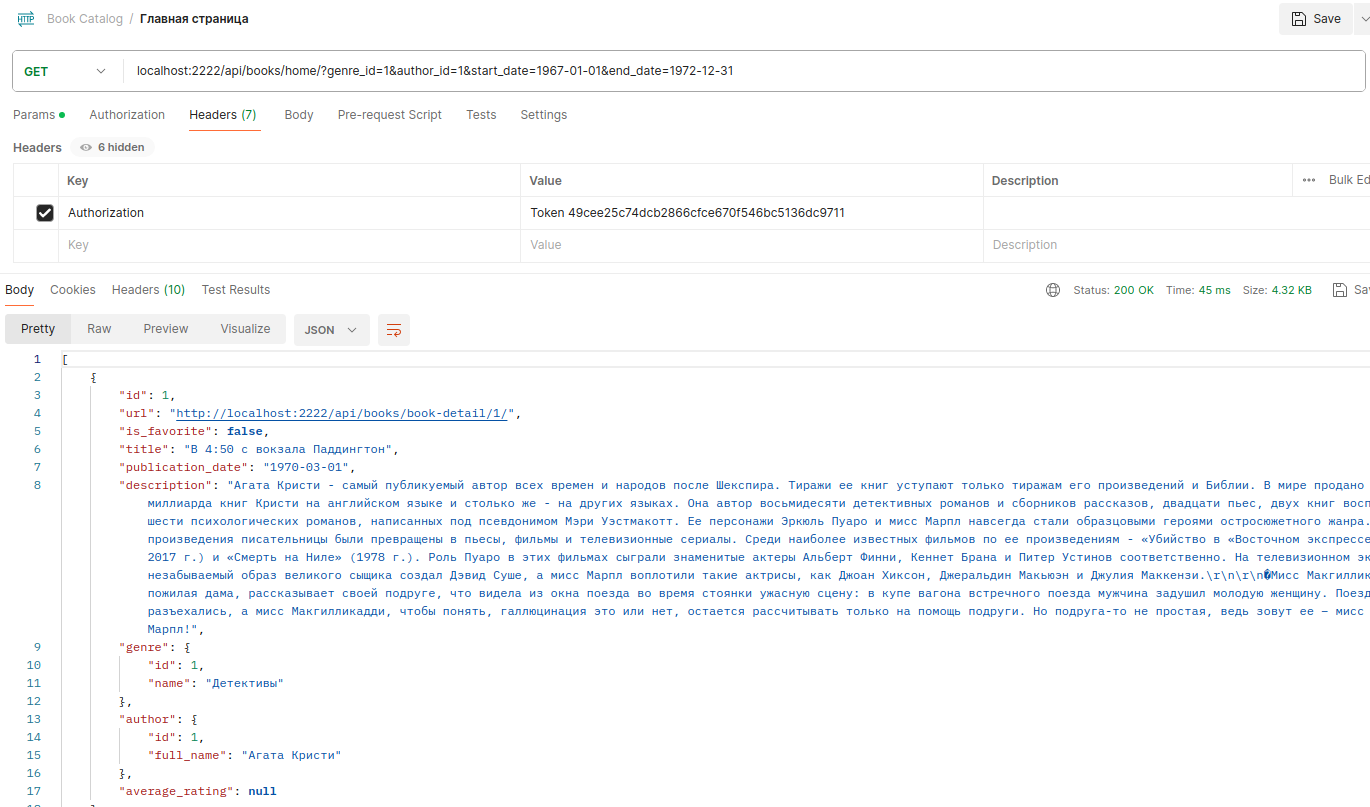 HTTP Book Catalog / Главная страница Save
GET localhost:2222/api/books/home/?genre_id=1&author_id=1&start_date=1967-01-01&end_date=1972-12-31
Params Authorization Headers (7) Body Pre-request Script Tests Settings
Headers 6 hidden
Key Value Description ••• Bulk Ed
Authorization Token 49cee25c74dcb2866cfce670f546bc5136dc9711
Key Value Description
Body Cookies Headers (10) Test Results Status: 200 OK Time: 45 ms Size: 4.32 KB Sav
Pretty Raw Preview Visualize JSON
1 [
2 {
3 "id": 1,
4 "url": "http://localhost:2222/api/books/book-detail/1/",
5 "is_favorite": false,
6 "title": "В 4:50 с вокзала Паддингтон",
7 "publication_date": "1970-03-01",
8 "description": "Агата Кристи - самый публикуемый автор всех времен и народов после Шекспира. Тиражи ее книг уступают только тиражам его произведений и Библии. В мире продано
миллиарда книг Кристи на английском языке и столько же - на других языках. Она автор восьмидесяти детективных романов и сборников рассказов, двадцати пьес, двух книг восп
шести психологических романов, написанных под псевдонимом Мэри Уэстмакотт. Ее персонажи Эркюль Пуаро и мисс Марпл навсегда стали образцовыми героями остросюжетного жанра.
произведения писательницы были превращены в пьесы, фильмы и телевизионные сериалы. Среди наиболее известных фильмов по ее произведениям - «Убийство в «Восточном экспрессе
2017 г.) и «Смерть на Ниле» (1978 г.). Роль Пуаро в этих фильмах сыграли знаменитые актеры Альберт Финни, Кеннет Брана и Питер Устинов соответственно. На телевизионном эк
незабываемый образ великого сыщика создал Дэвид Суше, а мисс Марпл воплотили такие актрисы, как Джоан Хиксон, Джеральдин Макьюэн и Джулия Маккензи.\r\n\r\n�Мисс Макгиллик
пожилая дама, рассказывает своей подруге, что видела из окна поезда во время стоянки ужасную сцену: в купе вагона встречного поезда мужчина задушил молодую женщину. Поезд
разъехались, а мисс Макгилликадди, чтобы понять, галлюцинация это или нет, остается рассчитывать только на помощь подруги. Но подруга-то не простая, ведь зовут ее – мисс
Марпл!",
9 "genre": {
10 "id": 1,
11 "name": "Детективы"
12 },
13 "author": {
14 "id": 1,
15 "full_name": "Агата Кристи"
16 },
17 "average_rating": null